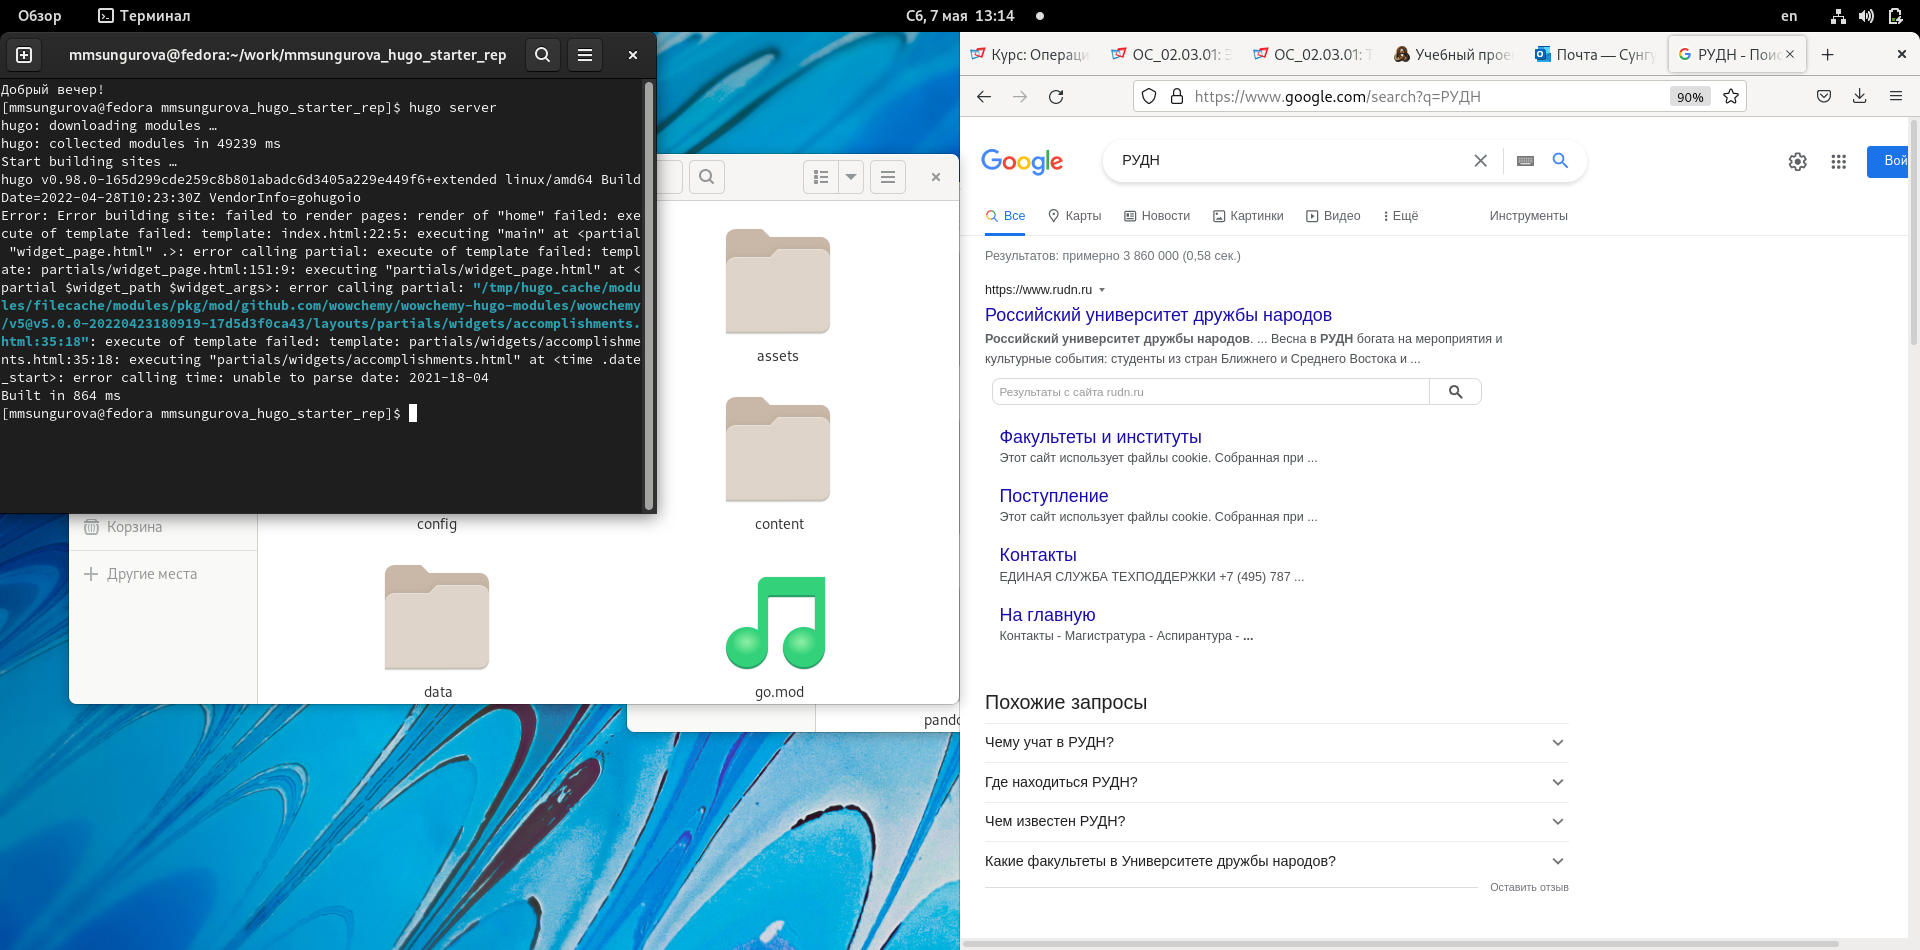 Обзор
Терминал
Сб, 7 мая 13:14
en
mmsungurova@fedora:~/work/mmsungurova_hugo_starter_rep
Добрый вечер!
[mmsungurova@fedora mmsungurova_hugo_starter_rep]$ hugo server
hugo: downloading modules …
hugo: collected modules in 49239 ms
Start building sites …
hugo v0.98.0-165d299cde259c8b801abadc6d3405a229e449f6+extended linux/amd64 Build
Date=2022-04-28T10:23:30Z VendorInfo=gohugoio
Error: Error building site: failed to render pages: render of "home" failed: exe
cute of template failed: template: index.html:22:5: executing "main" at <partial
"widget_page.html" .>: error calling partial: execute of template failed: templ
ate: partials/widget_page.html:151:9: executing "partials/widget_page.html" at <
partial $widget_path $widget_args>: error calling partial: "/tmp/hugo_cache/modu
les/filecache/modules/pkg/mod/github.com/wowchemy/wowchemy-hugo-modules/wowchemy
/v5@v5.0.0-20220423180919-17d5d3f0ca43/layouts/partials/widgets/accomplishments.
html:35:18": execute of template failed: template: partials/widgets/accomplishme
nts.html:35:18: executing "partials/widgets/accomplishments.html" at <time .date
_start>: error calling time: unable to parse date: 2021-18-04
Built in 864 ms
[mmsungurova@fedora mmsungurova_hugo_starter_rep]$
assets
config
content
data
go.mod
Корзина
Другие места
Курс: Операци
ОС_02.03.01:
ОС_02.03.01:
Учебный прое
Почта — Сунгу
РУДН - Поис
https://www.google.com/search?q=РУДН
90%
Google
РУДН
Вой
Все
Карты
Новости
Картинки
Видео
Ещё
Инструменты
Результатов: примерно 3 860 000 (0,58 сек.)
https://www.rudn.ru
Российский университет дружбы народов
Российский университет дружбы народов. ... Весна в РУДН богата на мероприятия и
культурные события: студенты из стран Ближнего и Среднего Востока и ...
Результаты с сайта rudn.ru
Факультеты и институты
Этот сайт использует файлы cookie. Собранная при ...
Поступление
Этот сайт использует файлы cookie. Собранная при ...
Контакты
ЕДИНАЯ СЛУЖБА ТЕХПОДДЕРЖКИ +7 (495) 787 ...
На главную
Контакты - Магистратура - Аспирантура - ...
Похожие запросы
Чему учат в РУДН?
Где находиться РУДН?
Чем известен РУДН?
Какие факультеты в Университете дружбы народов?
Оставить отзыв